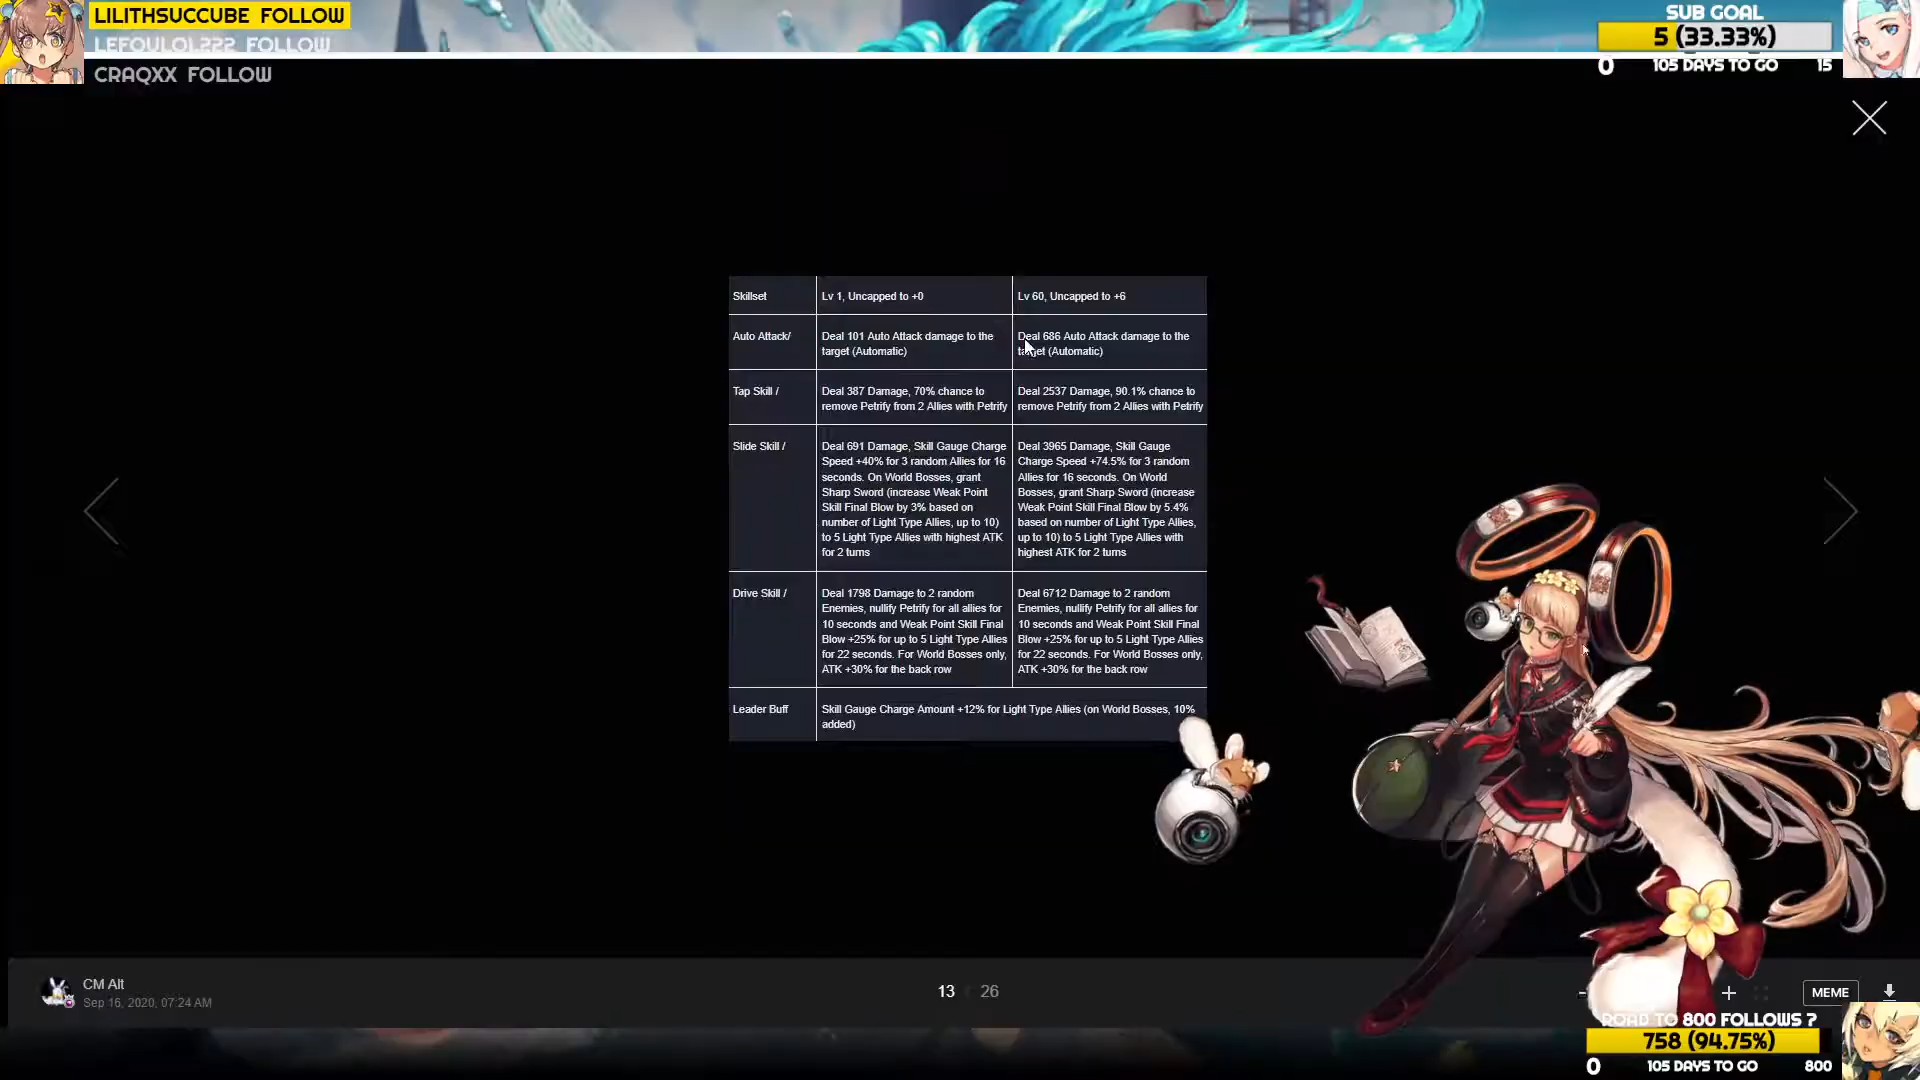 LILITHSUCCUBE FOLLOW
LEFOULOL222 FOLLOW
CRAQXX FOLLOW
SUB GOAL
5 (33.33%)
0 105 DAYS TO GO 15
Skillset
Lv 1, Uncapped to +0
Lv 60, Uncapped to +6
Auto Attack/
Deal 101 Auto Attack damage to the
target (Automatic)
Deal 686 Auto Attack damage to the
target (Automatic)
Tap Skill /
Deal 387 Damage, 70% chance to
remove Petrify from 2 Allies with Petrify
Deal 2537 Damage, 90.1% chance to
remove Petrify from 2 Allies with Petrify
Slide Skill /
Deal 691 Damage, Skill Gauge Charge
Speed +40% for 3 random Allies for 16
seconds. On World Bosses, grant
Sharp Sword (increase Weak Point
Skill Final Blow by 3% based on
number of Light Type Allies, up to 10)
to 5 Light Type Allies with highest ATK
for 2 turns
Deal 3965 Damage, Skill Gauge
Charge Speed +74.5% for 3 random
Allies for 16 seconds. On World
Bosses, grant Sharp Sword (increase
Weak Point Skill Final Blow by 5.4%
based on number of Light Type Allies,
up to 10) to 5 Light Type Allies with
highest ATK for 2 turns
Drive Skill /
Deal 1798 Damage to 2 random
Enemies, nullify Petrify for all allies for
10 seconds and Weak Point Skill Final
Blow +25% for up to 5 Light Type Allies
for 22 seconds. For World Bosses only,
ATK +30% for the back row
Deal 6712 Damage to 2 random
Enemies, nullify Petrify for all allies for
10 seconds and Weak Point Skill Final
Blow +25% for up to 5 Light Type Allies
for 22 seconds. For World Bosses only,
ATK +30% for the back row
Leader Buff
Skill Gauge Charge Amount +12% for Light Type Allies (on World Bosses, 10%
added)
CM Alt
Sep 16, 2020, 07:24 AM
13 / 26
MEME
ROAD TO 800 FOLLOWS ?
758 (94.75%)
0 105 DAYS TO GO 800